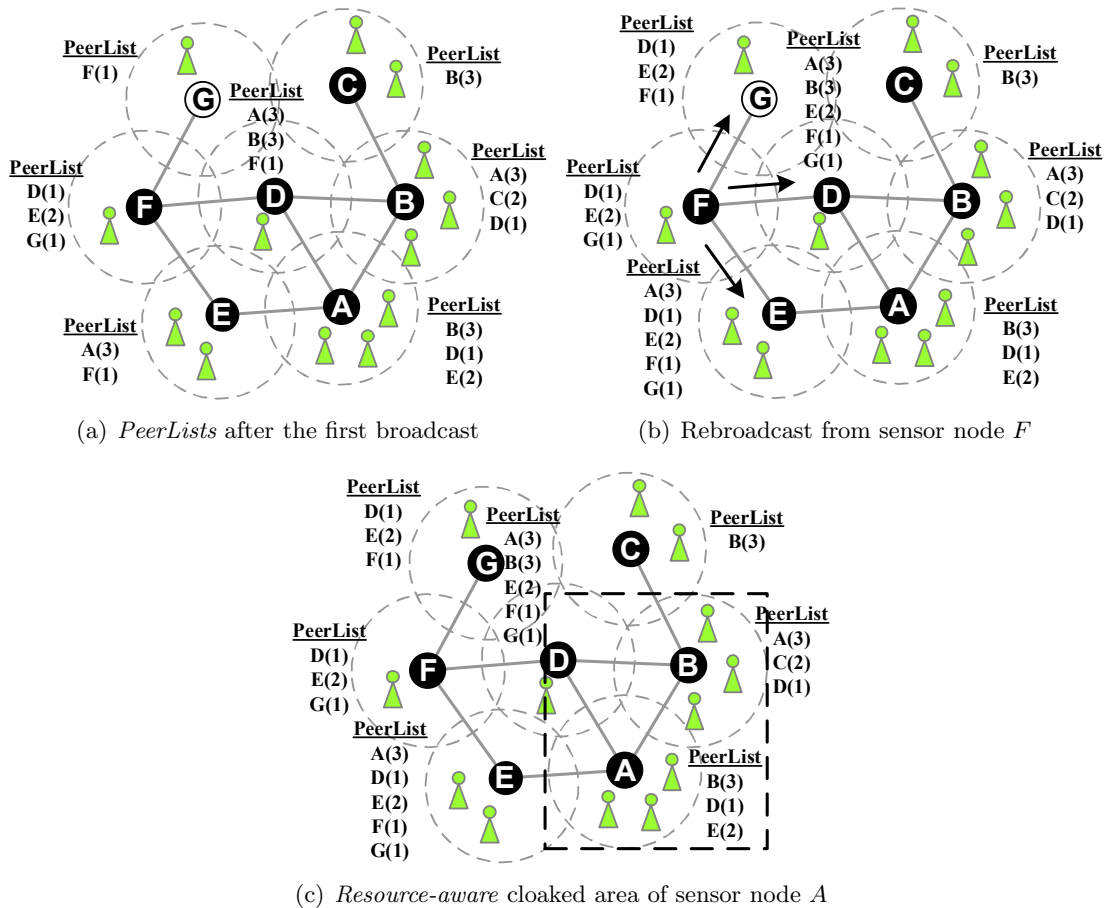 PeerList
F(1)
G
PeerList
A(3)
B(3)
F(1)
C
PeerList
B(3)
PeerList
D(1)
E(2)
G(1)
F
D
B
PeerList
A(3)
C(2)
D(1)
PeerList
A(3)
F(1)
E
A
PeerList
B(3)
D(1)
E(2)
(a) PeerLists after the first broadcast
PeerList
D(1)
E(2)
F(1)
G
PeerList
A(3)
B(3)
E(2)
F(1)
G(1)
C
PeerList
B(3)
PeerList
D(1)
E(2)
G(1)
F
D
B
PeerList
A(3)
C(2)
D(1)
PeerList
A(3)
D(1)
E(2)
F(1)
G(1)
E
A
PeerList
B(3)
D(1)
E(2)
(b) Rebroadcast from sensor node F
PeerList
D(1)
E(2)
F(1)
G
PeerList
A(3)
B(3)
E(2)
F(1)
G(1)
C
PeerList
B(3)
PeerList
D(1)
E(2)
G(1)
F
D
B
PeerList
A(3)
C(2)
D(1)
PeerList
A(3)
D(1)
E(2)
F(1)
G(1)
E
A
PeerList
B(3)
D(1)
E(2)
(c) Resource-aware cloaked area of sensor node A